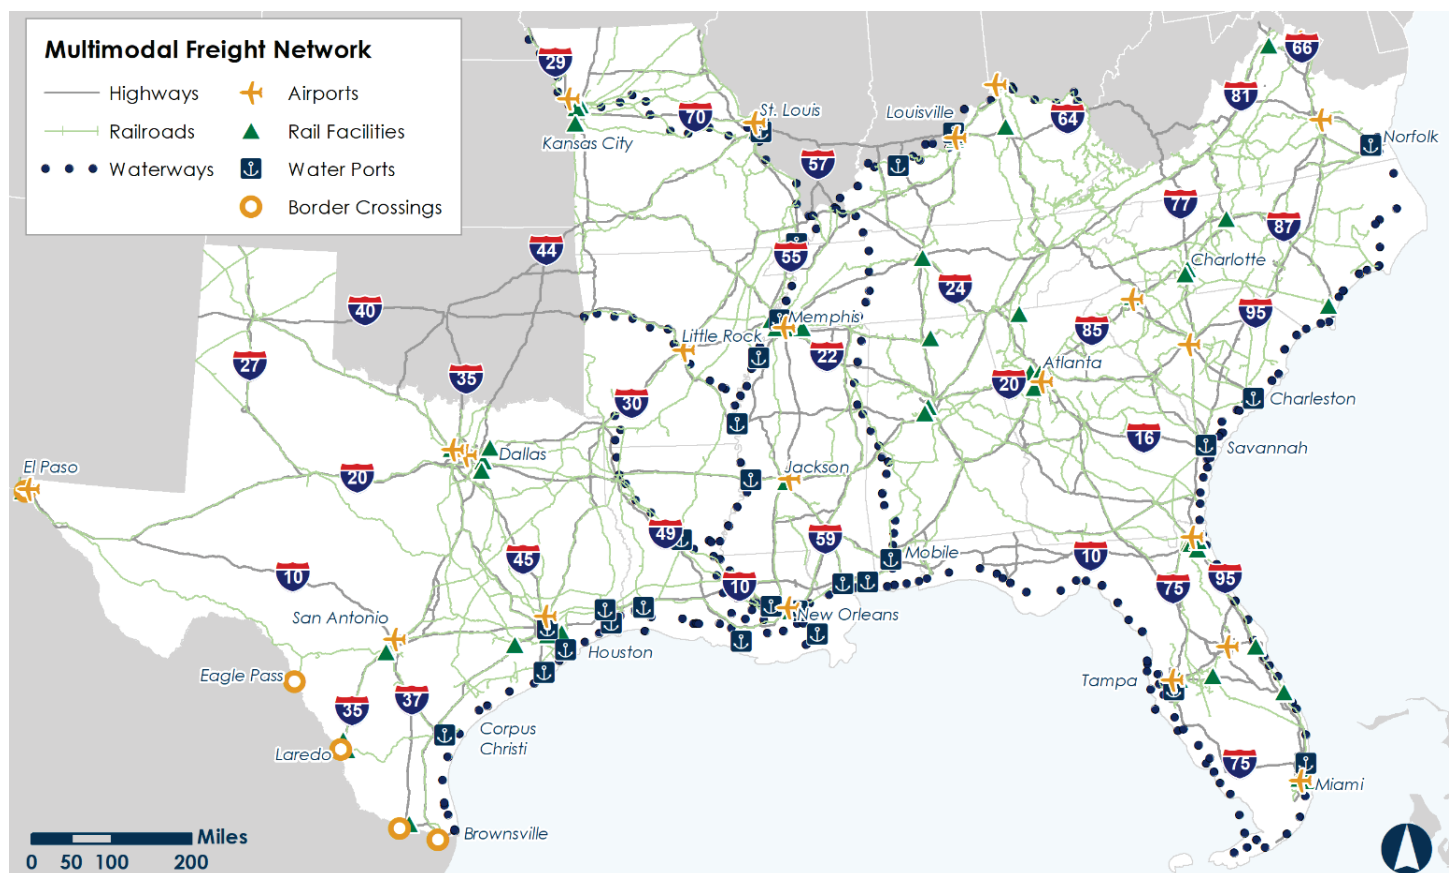 Multimodal Freight Network
Highways
Airports
Railroads
Rail Facilities
Waterways
Water Ports
Border Crossings
29
66
81
70
St. Louis
Louisville
64
Kansas City
Norfolk
57
77
87
44
55
Charlotte
24
40
95
Memphis
85
Little Rock
22
27
35
Atlanta
20
30
Charleston
16
Savannah
Dallas
El Paso
20
Jackson
49
59
45
Mobile
10
10
10
75
95
San Antonio
New Orleans
Houston
Eagle Pass
Tampa
35
37
Corpus
Christi
Laredo
75
Miami
Brownsville
Miles
0 50 100 200